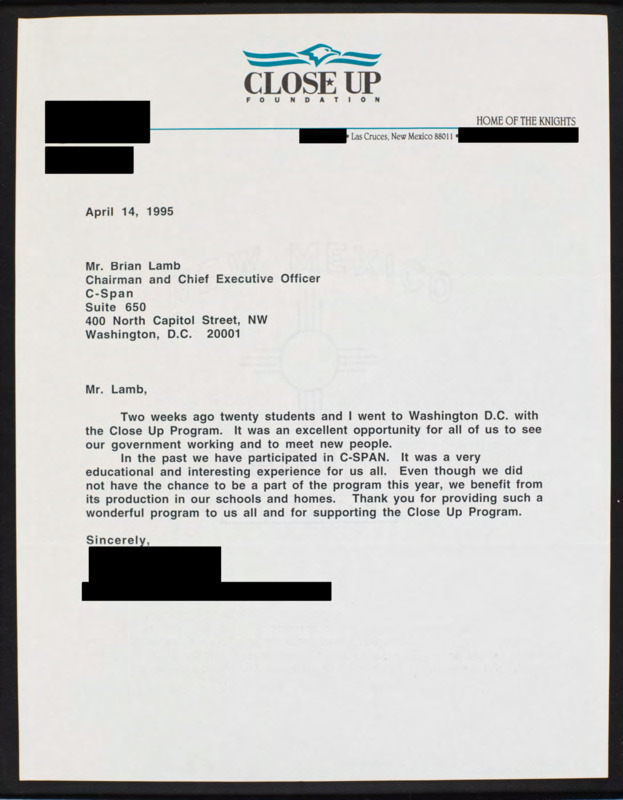 CLOSE UP
FOUNDATION
HOME OF THE KNIGHTS
• Las Cruces, New Mexico 88011 •
April 14, 1995
Mr. Brian Lamb
Chairman and Chief Executive Officer
C-Span
Suite 650
400 North Capitol Street, NW
Washington, D.C. 20001
Mr. Lamb,
Two weeks ago twenty students and I went to Washington D.C. with
the Close Up Program. It was an excellent opportunity for all of us to see
our government working and to meet new people.
In the past we have participated in C-SPAN. It was a very
educational and interesting experience for us all. Even though we did
not have the chance to be a part of the program this year, we benefit from
its production in our schools and homes. Thank you for providing such a
wonderful program to us all and for supporting the Close Up Program.
Sincerely,